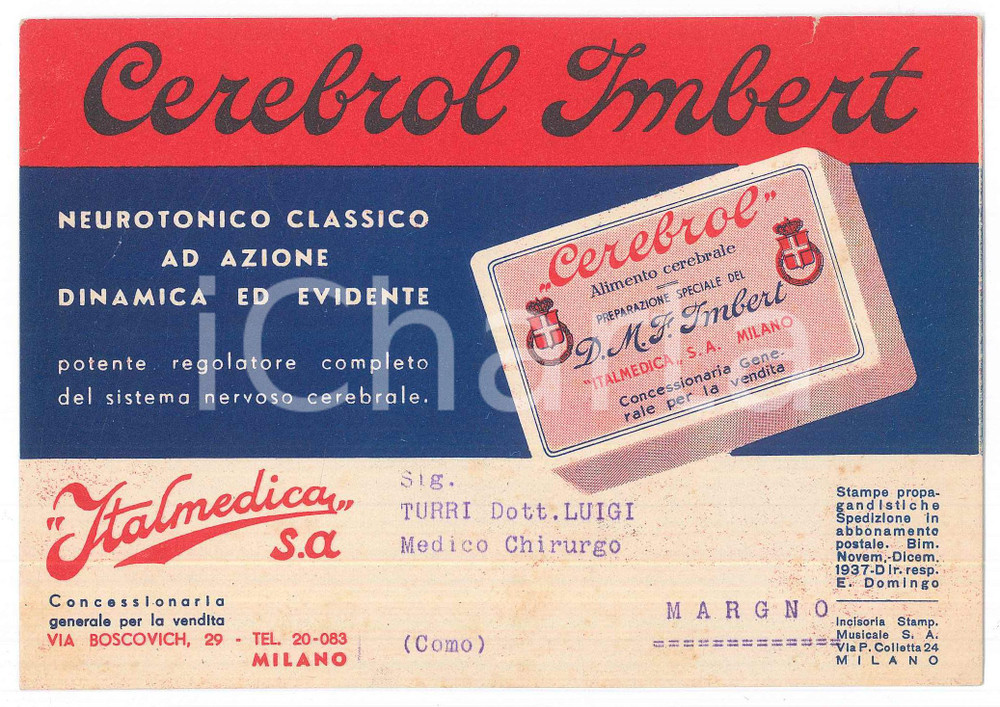 Cerebrol Imbert
NEUROTONICO CLASSICO
AD AZIONE
DINAMICA ED EVIDENTE
potente regolatore completo
del sistema nervoso cerebrale.
"Cerebrol"
Alimento cerebrale
PREPARAZIONE SPECIALE DEL
D.M.F. Imbert
"ITALMEDICA„ S.A. MILANO
Concessionaria Gene-
rale per la vendita
iCharta
"Italmedica„
S.a
Concessionaria
generale per la vendita
VIA BOSCOVICH, 29 - TEL. 20-083
MILANO
Sig.
TURRI Dott.LUIGI
Medico Chirurgo
MARGNO
(Como)
Stampe propa-
gandistiche
Spedizione in
abbonamento
postale. Bim.
Novem.-Dicem.
1937-Dir. resp.
E. Domingo
Incisoria Stamp.
Musicale S. A.
Via P. Colletta 24
MILANO